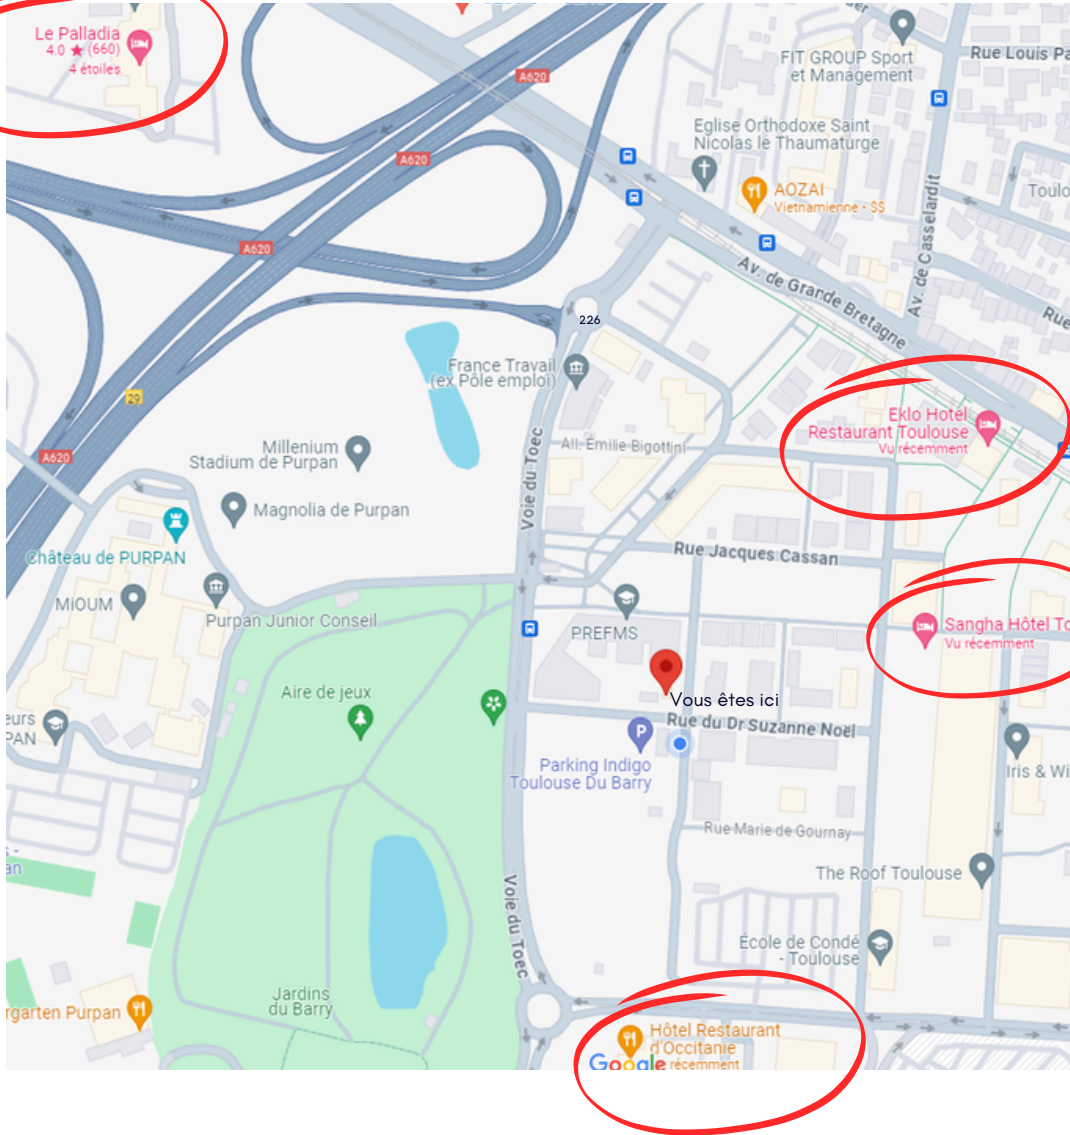 Le Palladia
4.0 ★ (660)
4 étoiles
A620
FIT GROUP Sport
et Management
Rue Louis Pa
Eglise Orthodoxe Saint
Nicolas le Thaumaturge
A620
AOZAI
Vietnamienne · $$
Toulo
Av. de Casselardit
A620
Av. de Grande Bretagne
Rue
226
France Travail
(ex Pôle emploi)
29
Eklo Hotel
Restaurant Toulouse
Vu récemment
Millenium
Stadium de Purpan
All. Émilie Bigottini
A620
Voie du Toec
Magnolia de Purpan
Château de PURPAN
Rue Jacques Cassan
MiOUM
Purpan Junior Conseil
PREFMS
Sangha Hôtel To
Vu récemment
Aire de jeux
Vous êtes ici
eurs
PAN
Rue du Dr Suzanne Noël
P
Parking Indigo
Toulouse Du Barry
Iris & Wi
Rue Marie de Gournay
s -
an
The Roof Toulouse
Voie du Toec
École de Condé
- Toulouse
Jardins
du Barry
rgarten Purpan
Hôtel Restaurant
d'Occitanie
Google récemment